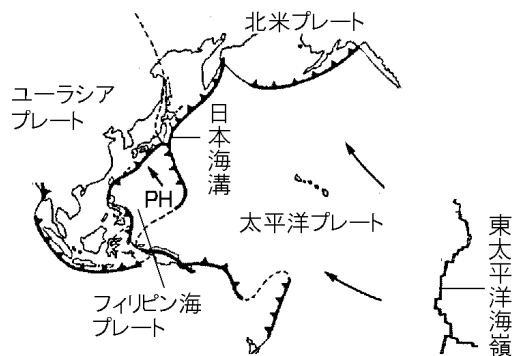 北米プレート
ユーラシア
プレート
日本海溝
PH
太平洋プレート
東太平洋海嶺
フィリピン海
プレート